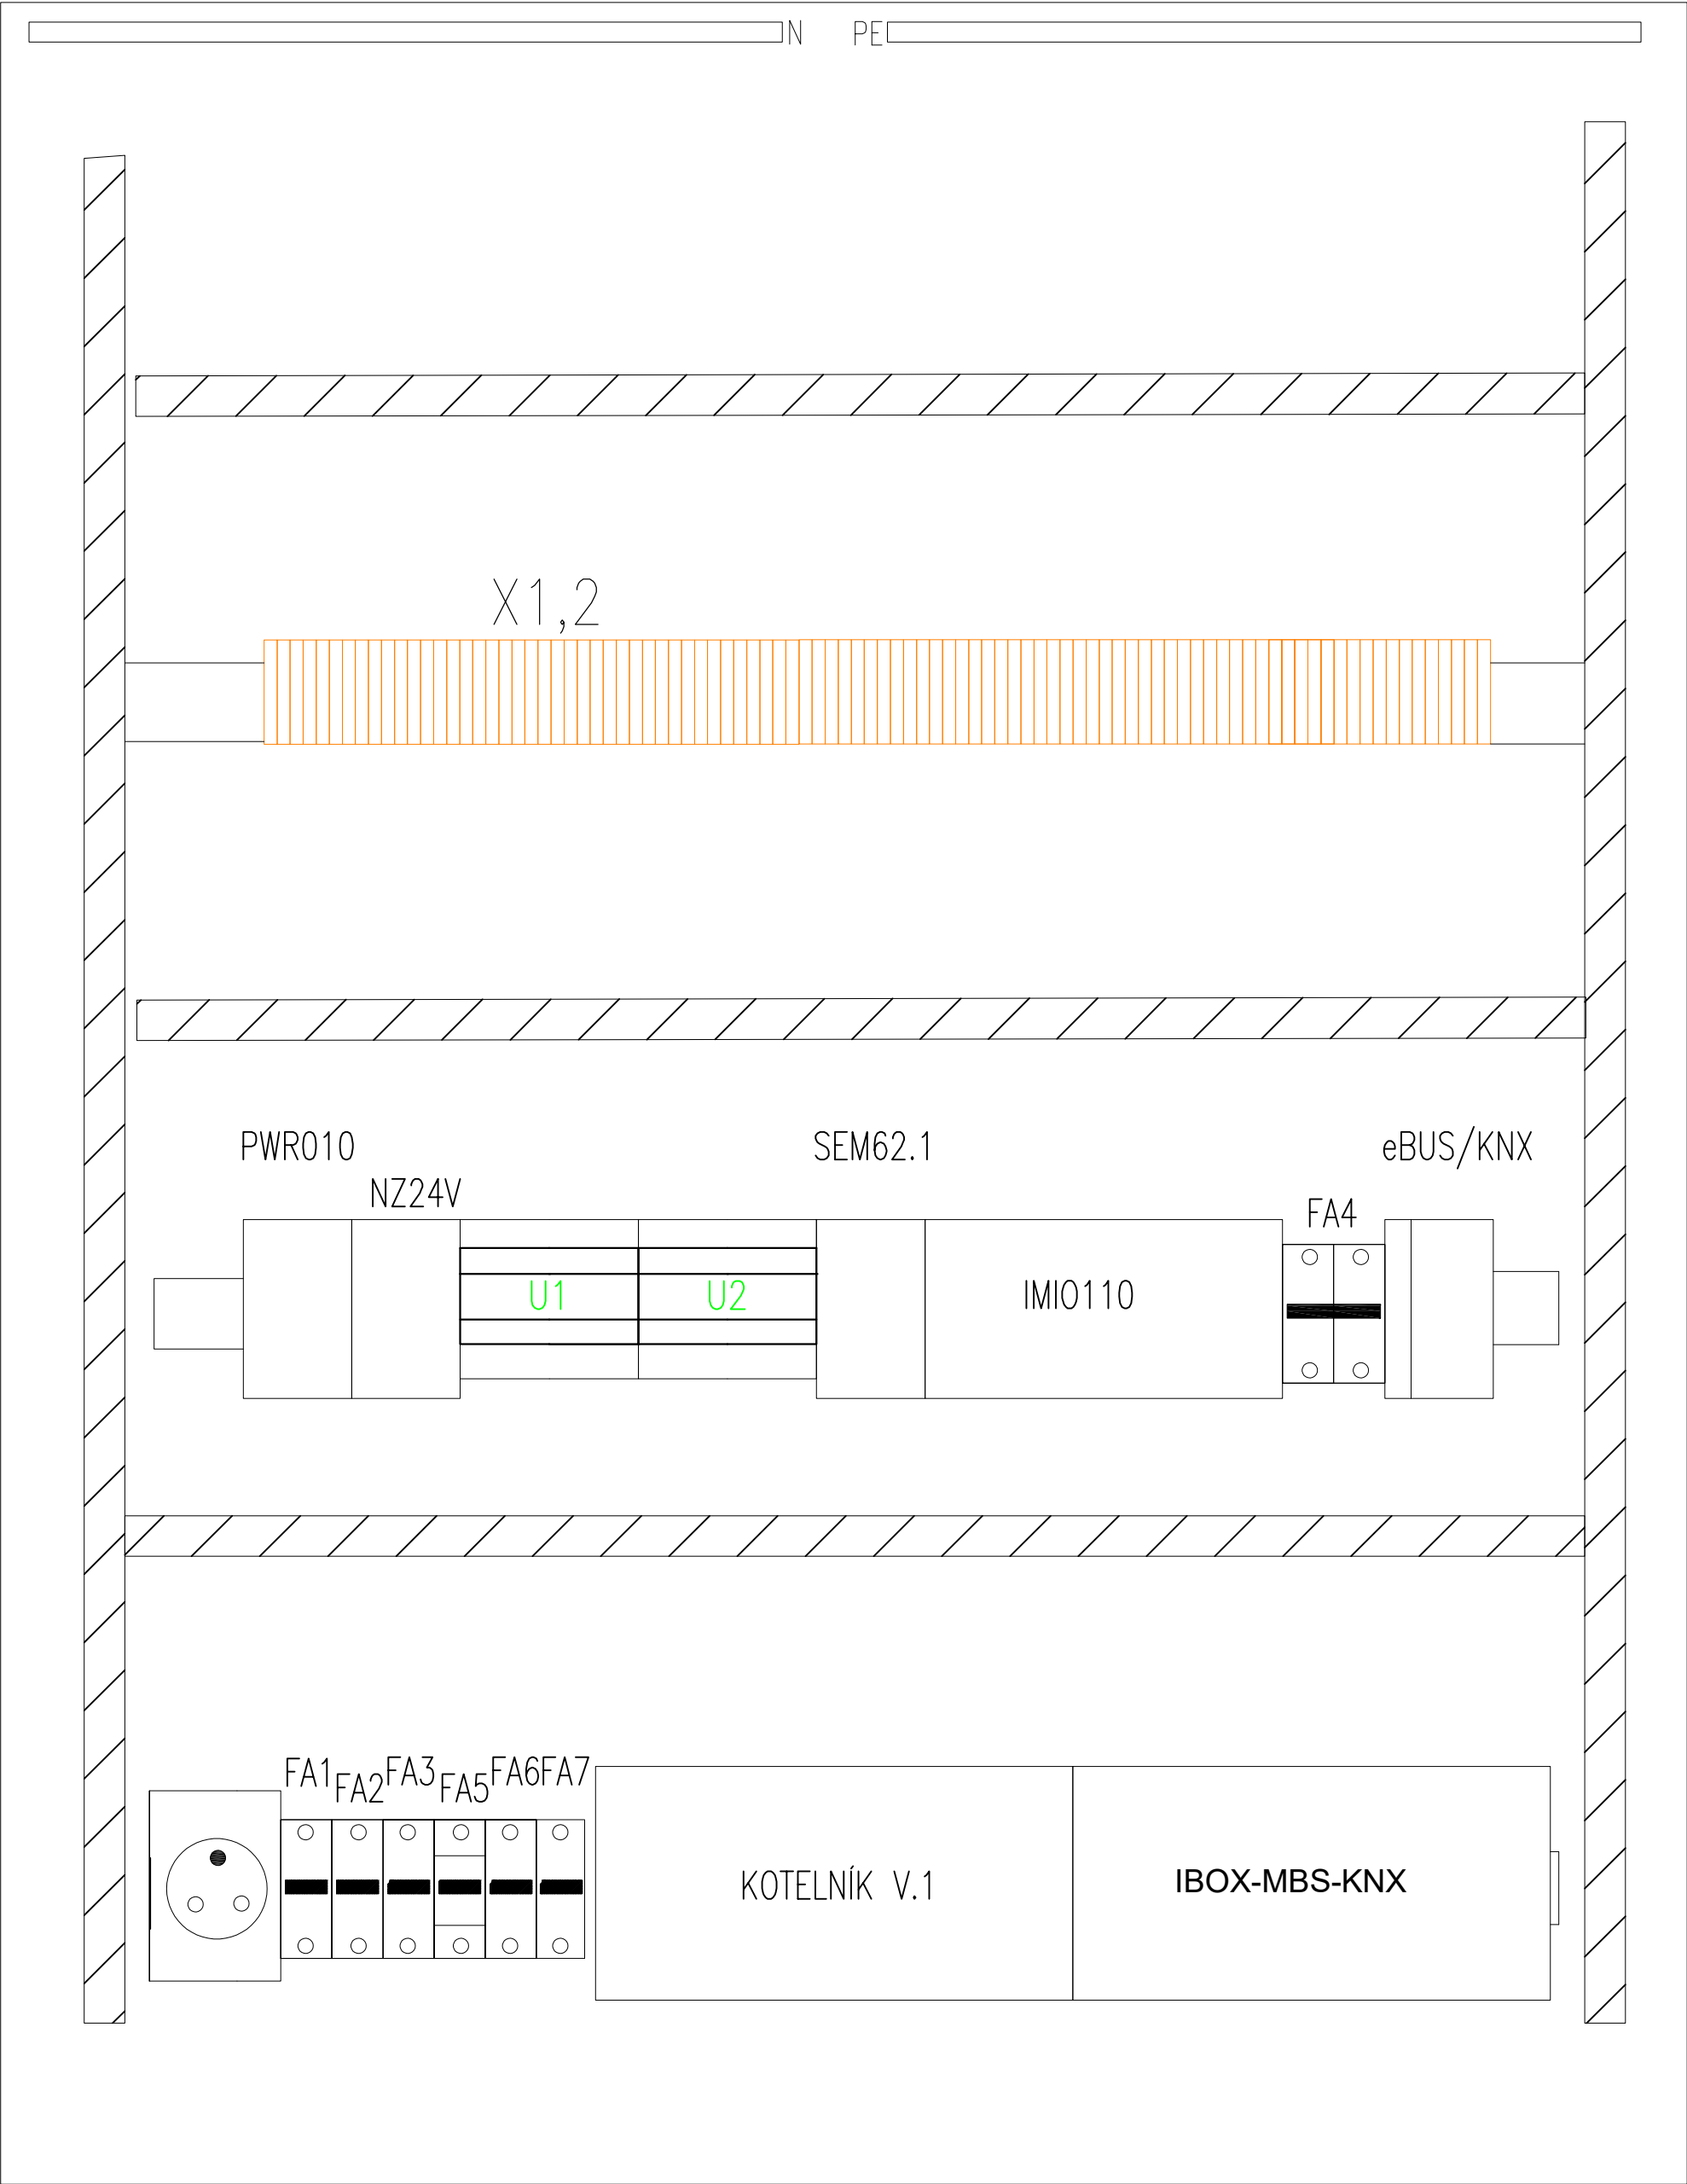 N PE
X1,2
PWR010 SEM62.1 eBUS/KNX
NZ24V FA4
U1 U2 IMIO110
FA1 FA2 FA3 FA5 FA6 FA7
KOTELNÍK V.1 IBOX-MBS-KNX